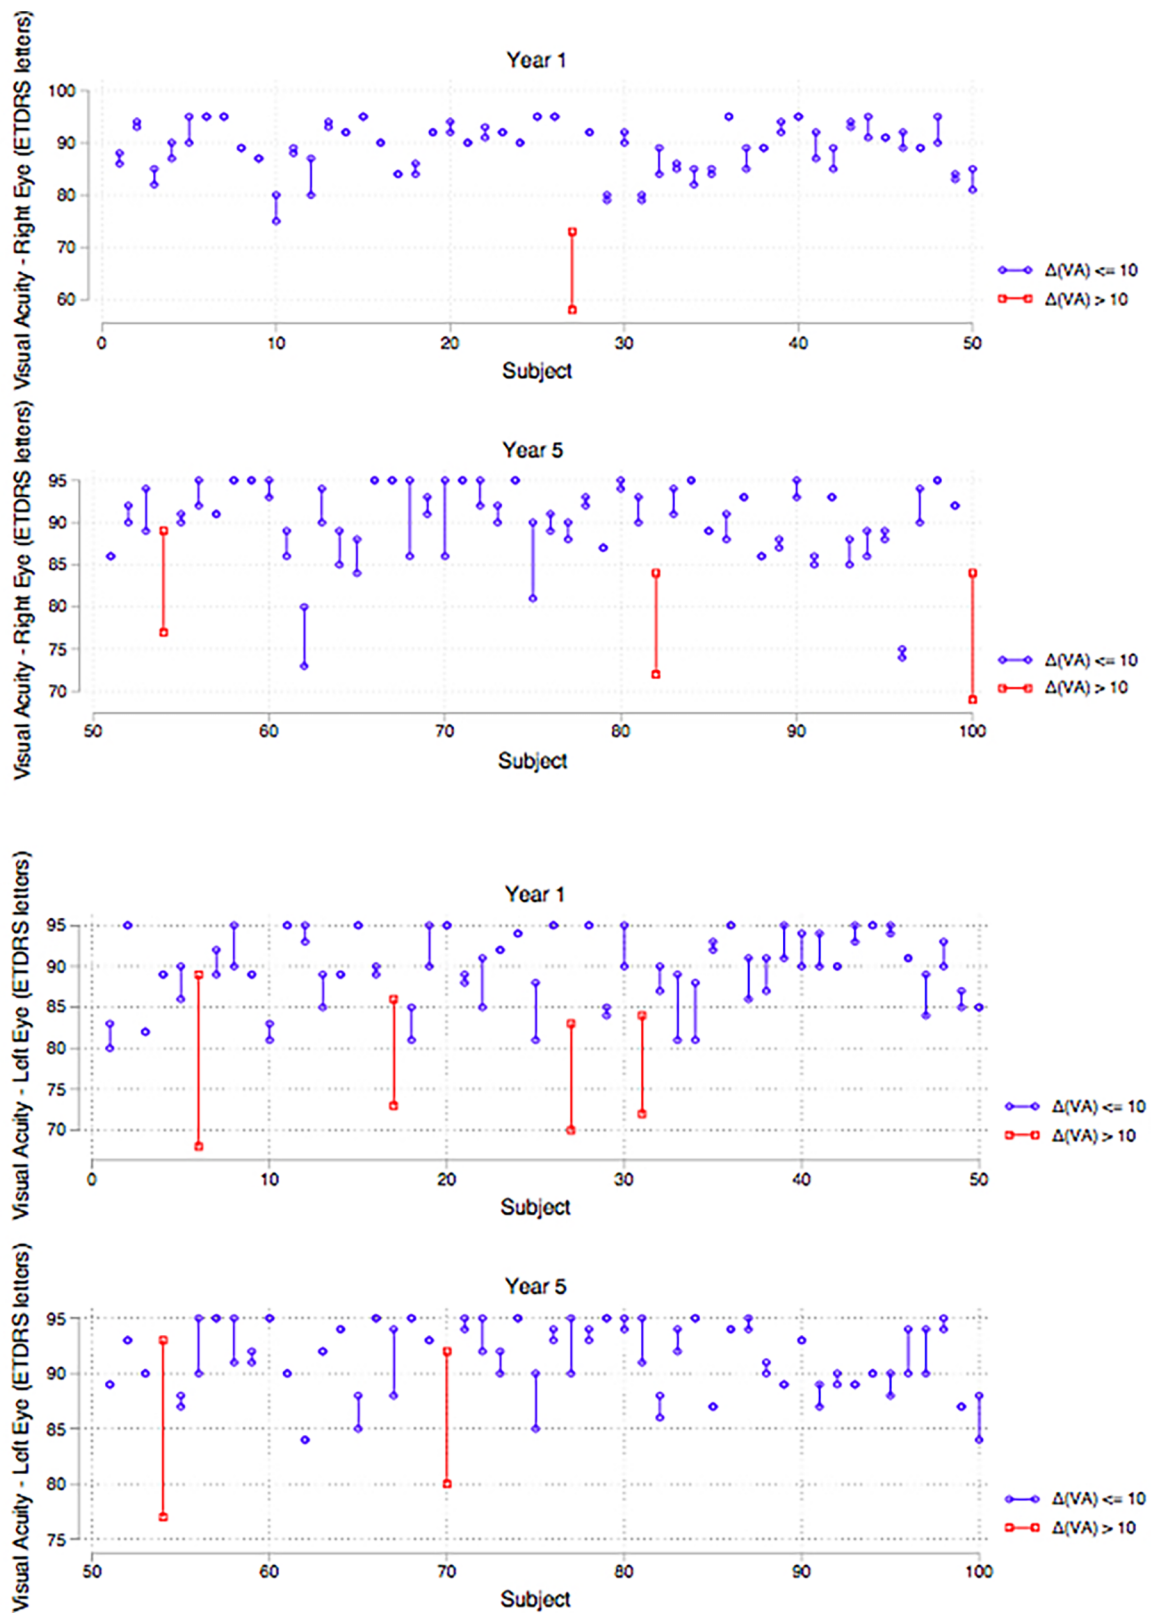 Year 1
Visual Acuity - Right Eye (ETDRS letters)
100
90
80
70
60
0 10 20 30 40 50
Subject
Δ(VA) <= 10
Δ(VA) > 10
Year 5
Visual Acuity - Right Eye (ETDRS letters)
95
90
85
80
75
70
50 60 70 80 90 100
Subject
Δ(VA) <= 10
Δ(VA) > 10
Year 1
Visual Acuity - Left Eye (ETDRS letters)
95
90
85
80
75
70
0 10 20 30 40 50
Subject
Δ(VA) <= 10
Δ(VA) > 10
Year 5
Visual Acuity - Left Eye (ETDRS letters)
95
90
85
80
75
50 60 70 80 90 100
Subject
Δ(VA) <= 10
Δ(VA) > 10